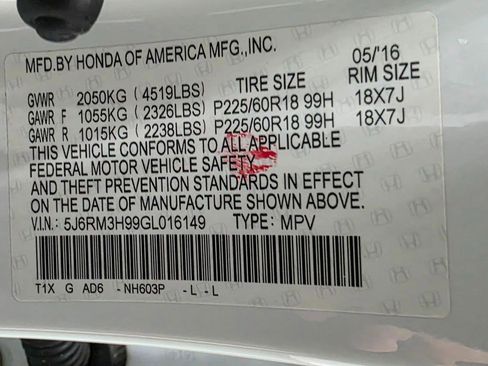 MFD.BY HONDA OF AMERICA MFG.,INC. 05/'16
TIRE SIZE RIM SIZE
GVWR 2050KG (4519LBS)
GAWR F 1055KG (2326LBS) P225/60R18 99H 18X7J
GAWR R 1015KG (2238LBS) P225/60R18 99H 18X7J
THIS VEHICLE CONFORMS TO ALL APPLICABLE
FEDERAL MOTOR VEHICLE SAFETY
AND THEFT PREVENTION STANDARDS IN EFFECT
ON THE DATE OF MANUFACTURE SHOWN ABOVE.
V.I.N.: 5J6RM3H99GL016149 TYPE: MPV
T1X G AD6 -NH603P -L -L